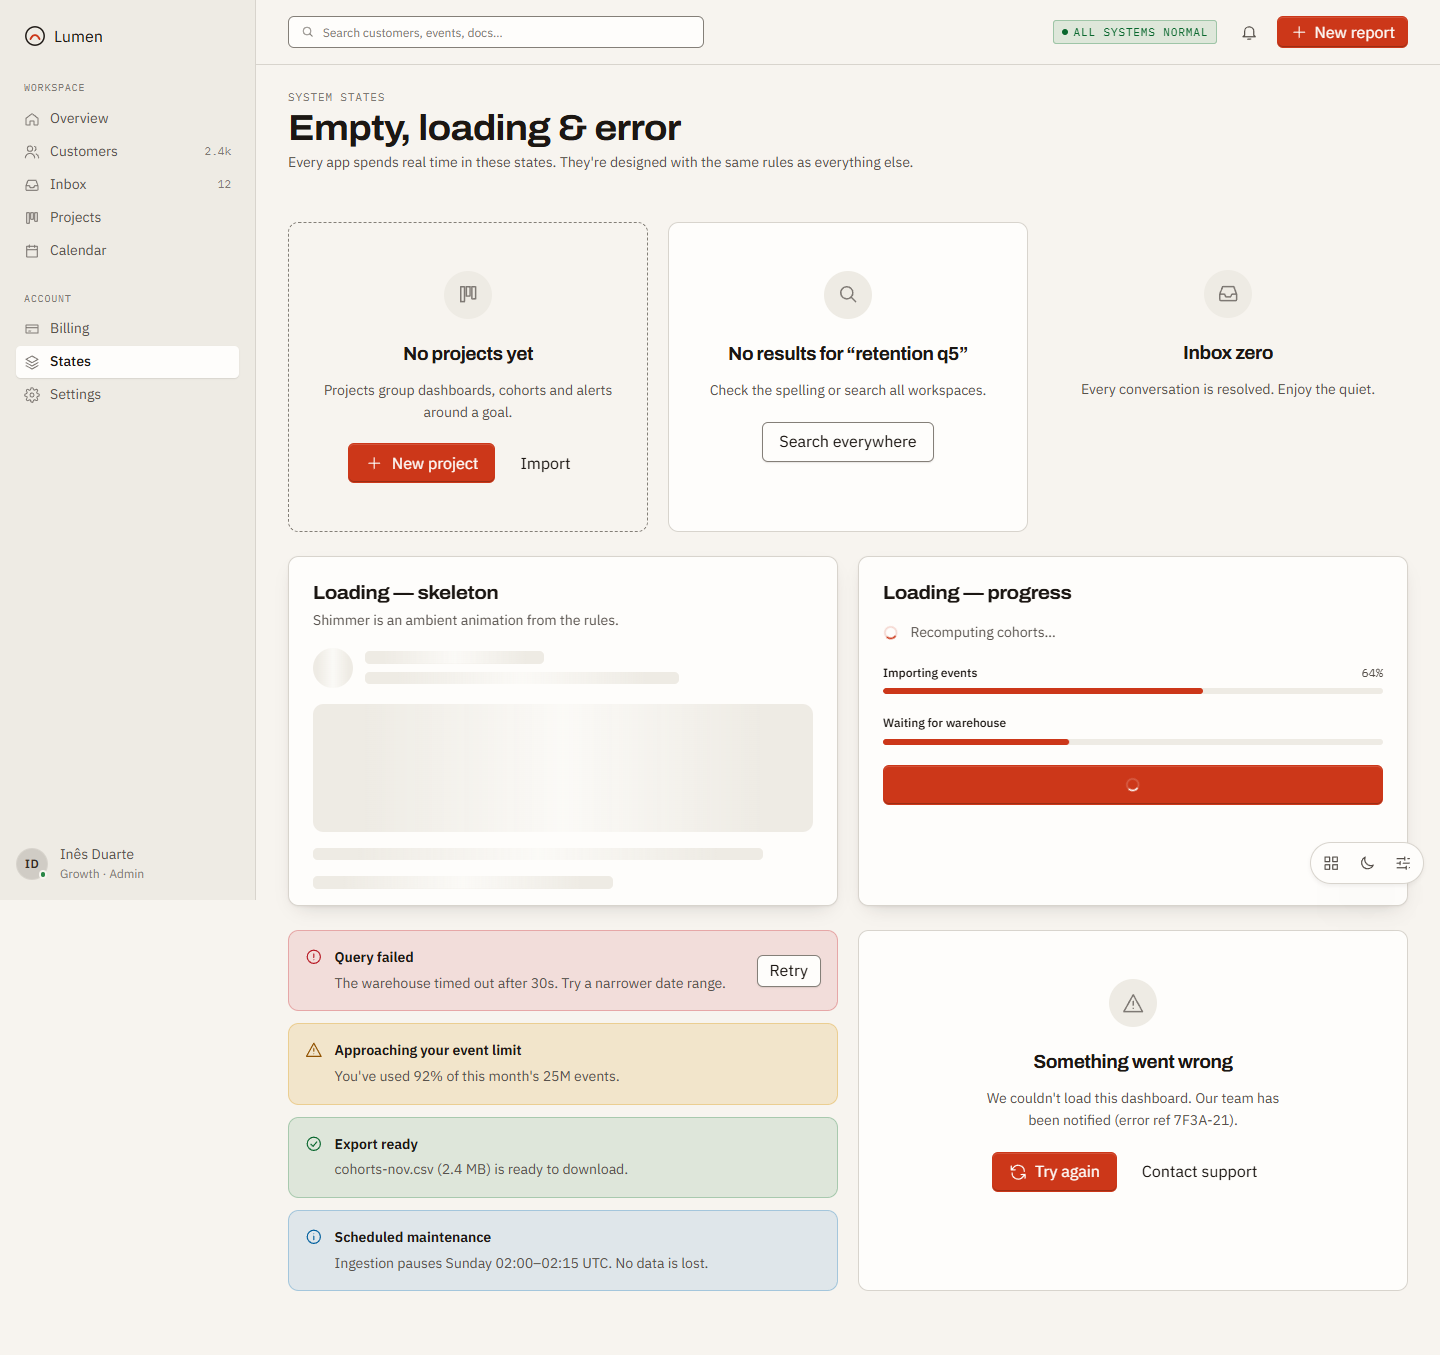 Lumen
Search customers, events, docs...
ALL SYSTEMS NORMAL
New report
WORKSPACE
Overview
Customers 2.4k
Inbox 12
Projects
Calendar
ACCOUNT
Billing
States
Settings
ID
Inês Duarte
Growth · Admin
SYSTEM STATES
Empty, loading & error
Every app spends real time in these states. They're designed with the same rules as everything else.
No projects yet
Projects group dashboards, cohorts and alerts
around a goal.
New project
Import
No results for “retention q5”
Check the spelling or search all workspaces.
Search everywhere
Inbox zero
Every conversation is resolved. Enjoy the quiet.
Loading — skeleton
Shimmer is an ambient animation from the rules.
Loading — progress
Recomputing cohorts...
Importing events 64%
Waiting for warehouse
Query failed
The warehouse timed out after 30s. Try a narrower date range.
Retry
Approaching your event limit
You've used 92% of this month's 25M events.
Export ready
cohorts-nov.csv (2.4 MB) is ready to download.
Scheduled maintenance
Ingestion pauses Sunday 02:00–02:15 UTC. No data is lost.
Something went wrong
We couldn't load this dashboard. Our team has
been notified (error ref 7F3A-21).
Try again
Contact support